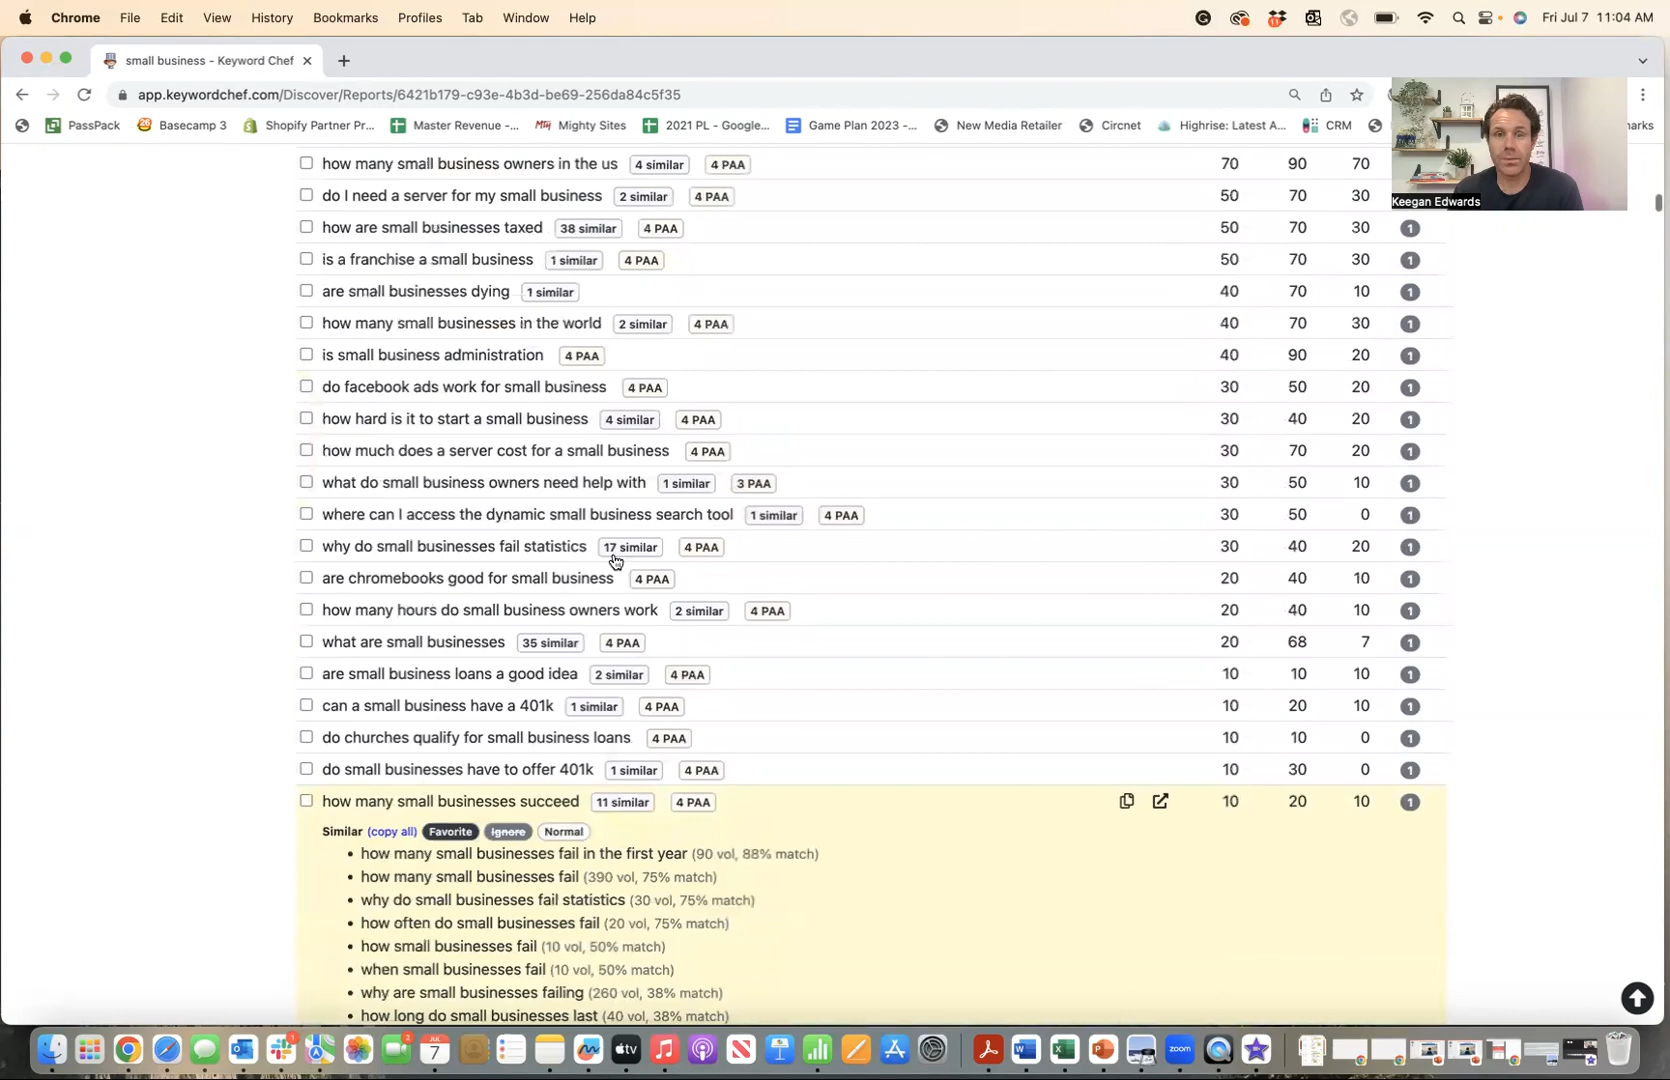 Chrome File Edit View History Bookmarks Profiles Tab Window Help Fri Jul 7 11:04 AM
small business - Keyword Chef
app.keywordchef.com/Discover/Reports/6421b179-c93e-4b3d-be69-256da84c5f35
PassPack Basecamp 3 Shopify Partner Pr... Master Revenue -... Mighty Sites 2021 PL - Google... Game Plan 2023 -... New Media Retailer Circnet Highrise: Latest A... CRM
Keegan Edwards
how many small business owners in the us 4 similar 4 PAA 70 90 70
do I need a server for my small business 2 similar 4 PAA 50 70 30
how are small businesses taxed 38 similar 4 PAA 50 70 30 1
is a franchise a small business 1 similar 4 PAA 50 70 30 1
are small businesses dying 1 similar 40 70 10 1
how many small businesses in the world 2 similar 4 PAA 40 70 30 1
is small business administration 4 PAA 40 90 20 1
do facebook ads work for small business 4 PAA 30 50 20 1
how hard is it to start a small business 4 similar 4 PAA 30 40 20 1
how much does a server cost for a small business 4 PAA 30 70 20 1
what do small business owners need help with 1 similar 3 PAA 30 50 10 1
where can I access the dynamic small business search tool 1 similar 4 PAA 30 50 0 1
why do small businesses fail statistics 17 similar 4 PAA 30 40 20 1
are chromebooks good for small business 4 PAA 20 40 10 1
how many hours do small business owners work 2 similar 4 PAA 20 40 10 1
what are small businesses 35 similar 4 PAA 20 68 7 1
are small business loans a good idea 2 similar 4 PAA 10 10 10 1
can a small business have a 401k 1 similar 4 PAA 10 20 10 1
do churches qualify for small business loans 4 PAA 10 10 0 1
do small businesses have to offer 401k 1 similar 4 PAA 10 30 0 1
how many small businesses succeed 11 similar 4 PAA 10 20 10 1
Similar (copy all) Favorite Ignore Normal
• how many small businesses fail in the first year (90 vol, 88% match)
• how many small businesses fail (390 vol, 75% match)
• why do small businesses fail statistics (30 vol, 75% match)
• how often do small businesses fail (20 vol, 75% match)
• how small businesses fail (10 vol, 50% match)
• when small businesses fail (10 vol, 50% match)
• why are small businesses failing (260 vol, 38% match)
• how long do small businesses last (40 vol, 38% match)